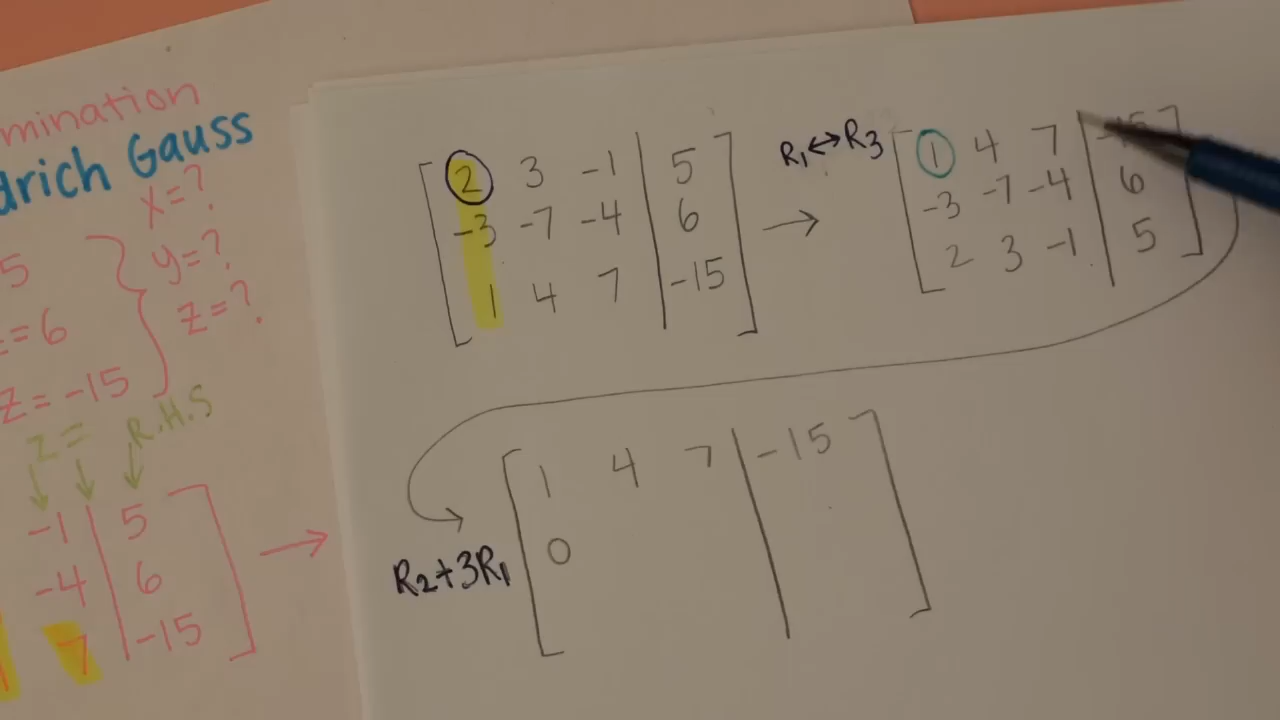 mination
drich Gauss
x=?
5 } y=?
z=6
z=?
z=-15
z=
R.H.S
-1 | 5
-4 | 6
7 | -15
→
2 3 -1 | 5
-3 -7 -4 | 6
1 4 7 | -15
→
R1↔R3
1 4 7 | -15
-3 -7 -4 | 6
2 3 -1 | 5
1 4 7 | -15
R2+3R1 0